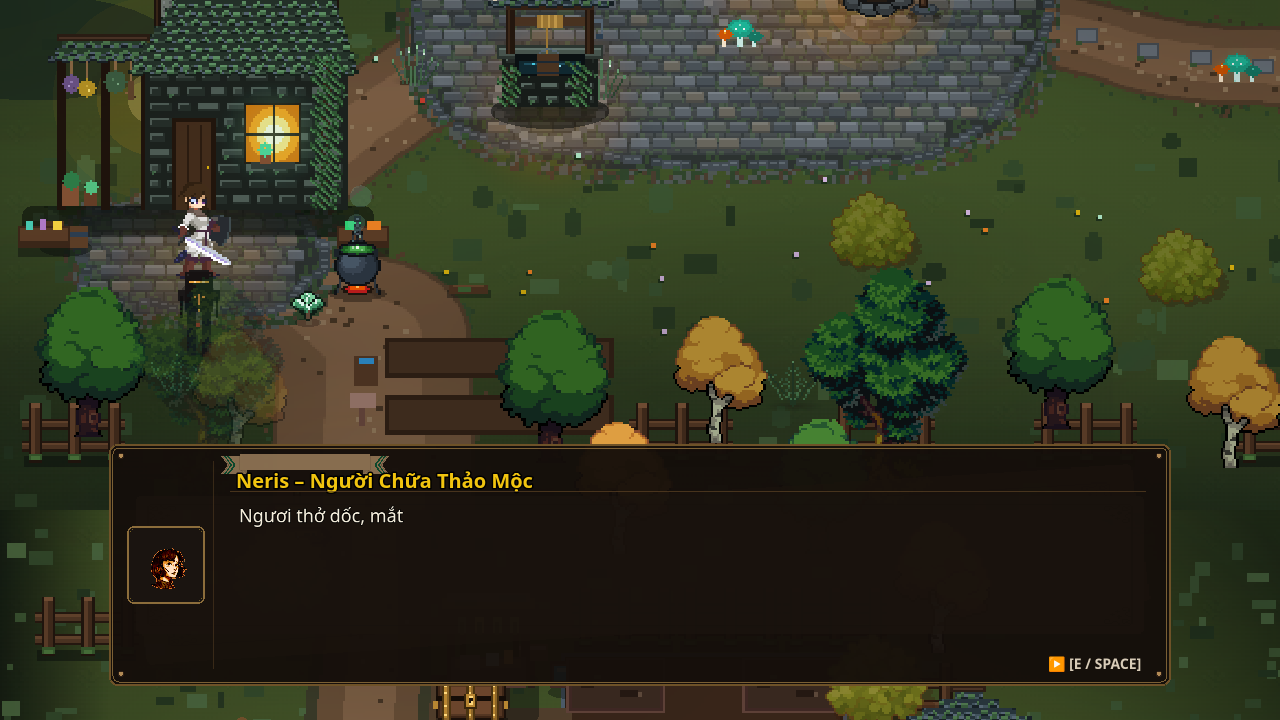 Neris – Người Chữa Thảo Mộc
Ngươi thở dốc, mắt
[E / SPACE]